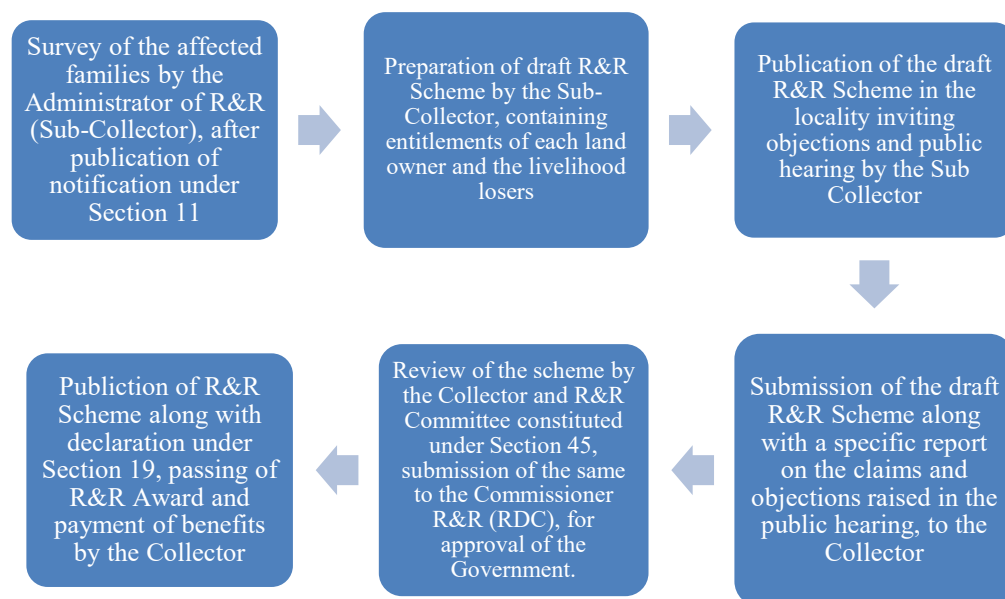 Survey of the affected
families by the
Administrator of R&R
(Sub-Collector), after
publication of
notification under
Section 11
Preparation of draft R&R
Scheme by the Sub-
Collector, containing
entitlements of each land
owner and the livelihood
losers
Publication of the draft
R&R Scheme in the
locality inviting
objections and public
hearing by the Sub
Collector
Submission of the draft
R&R Scheme along
with a specific report
on the claims and
objections raised in the
public hearing, to the
Collector
Review of the scheme by
the Collector and R&R
Committee constituted
under Section 45,
submission of the same
to the Commissioner
R&R (RDC), for
approval of the
Government.
Publiction of R&R
Scheme along with
declaration under
Section 19, passing of
R&R Award and
payment of benefits
by the Collector